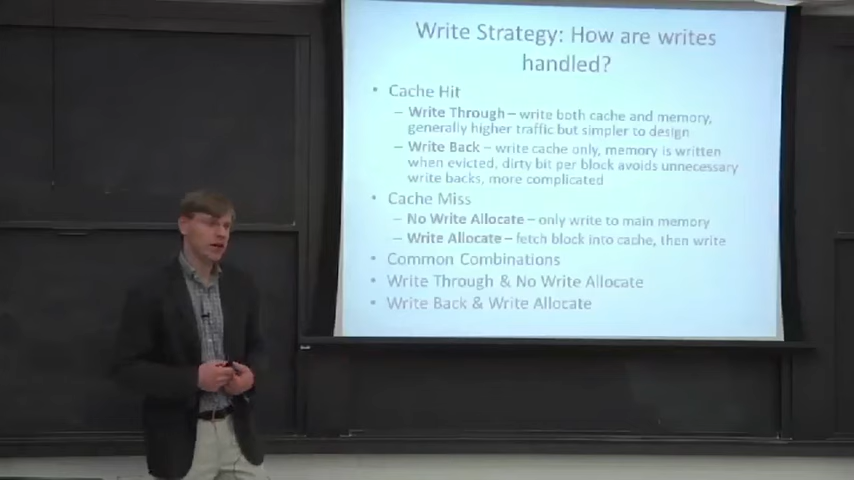 Write Strategy: How are writes
handled?
• Cache Hit
– Write Through – write both cache and memory,
generally higher traffic but simpler to design
– Write Back – write cache only, memory is written
when evicted, dirty bit per block avoids unnecessary
write backs, more complicated
• Cache Miss
– No Write Allocate – only write to main memory
– Write Allocate – fetch block into cache, then write
• Common Combinations
• Write Through & No Write Allocate
• Write Back & Write Allocate